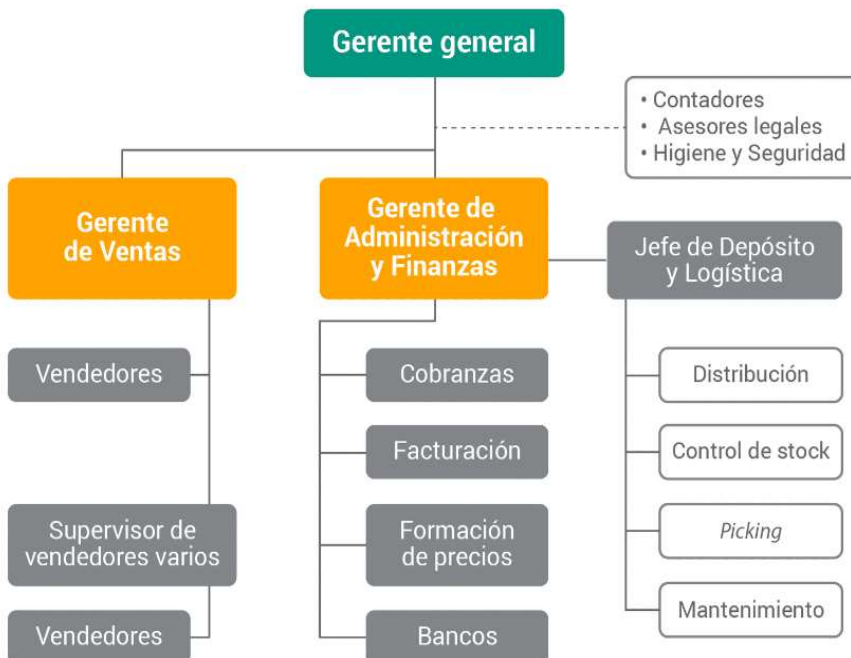 Gerente general
• Contadores
• Asesores legales
• Higiene y Seguridad
Gerente
de Ventas
Gerente de
Administración
y Finanzas
Jefe de Depósito
y Logística
Vendedores
Supervisor de
vendedores varios
Vendedores
Cobranzas
Facturación
Formación
de precios
Bancos
Distribución
Control de stock
Picking
Mantenimiento